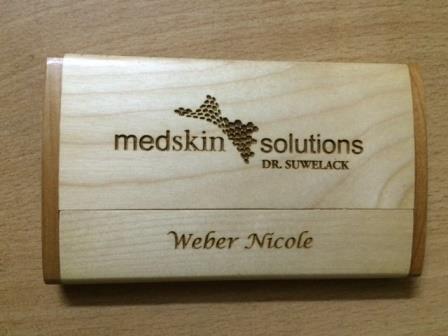 medskin solutions
DR. SUWELACK
Weber Nicole